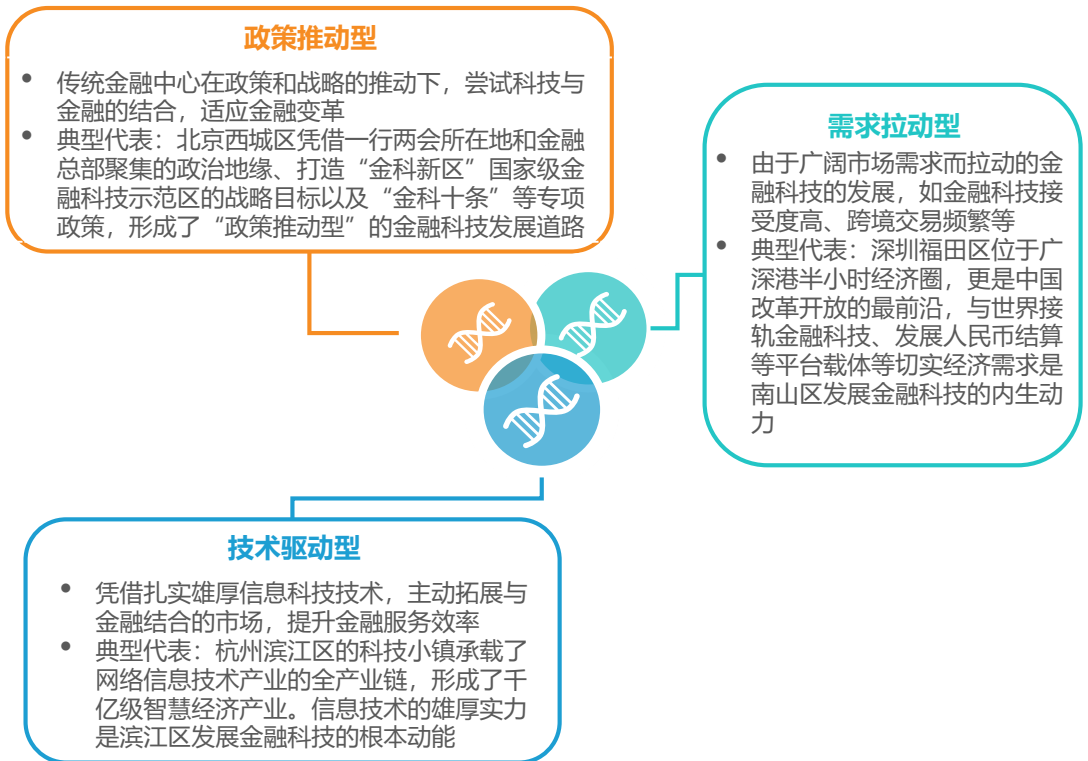 政策推动型
• 传统金融中心在政策和战略的推动下，尝试科技与
金融的结合，适应金融变革
• 典型代表：北京西城区凭借一行两会所在地和金融
总部聚集的政治地缘、打造“金科新区”国家级金
融科技示范区的战略目标以及“金科十条”等专项
政策，形成了“政策推动型”的金融科技发展道路
需求拉动型
• 由于广阔市场需求而拉动的金
融科技的发展，如金融科技接
受度高、跨境交易频繁等
• 典型代表：深圳福田区位于广
深港半小时经济圈，更是中国
改革开放的最前沿，与世界接
轨金融科技、发展人民币结算
等平台载体等切实经济需求是
南山区发展金融科技的内生动
力
技术驱动型
• 凭借扎实雄厚信息科技技术，主动拓展与
金融结合的市场，提升金融服务效率
• 典型代表：杭州滨江区的科技小镇承载了
网络信息技术产业的全产业链，形成了千
亿级智慧经济产业。信息技术的雄厚实力
是滨江区发展金融科技的根本动能